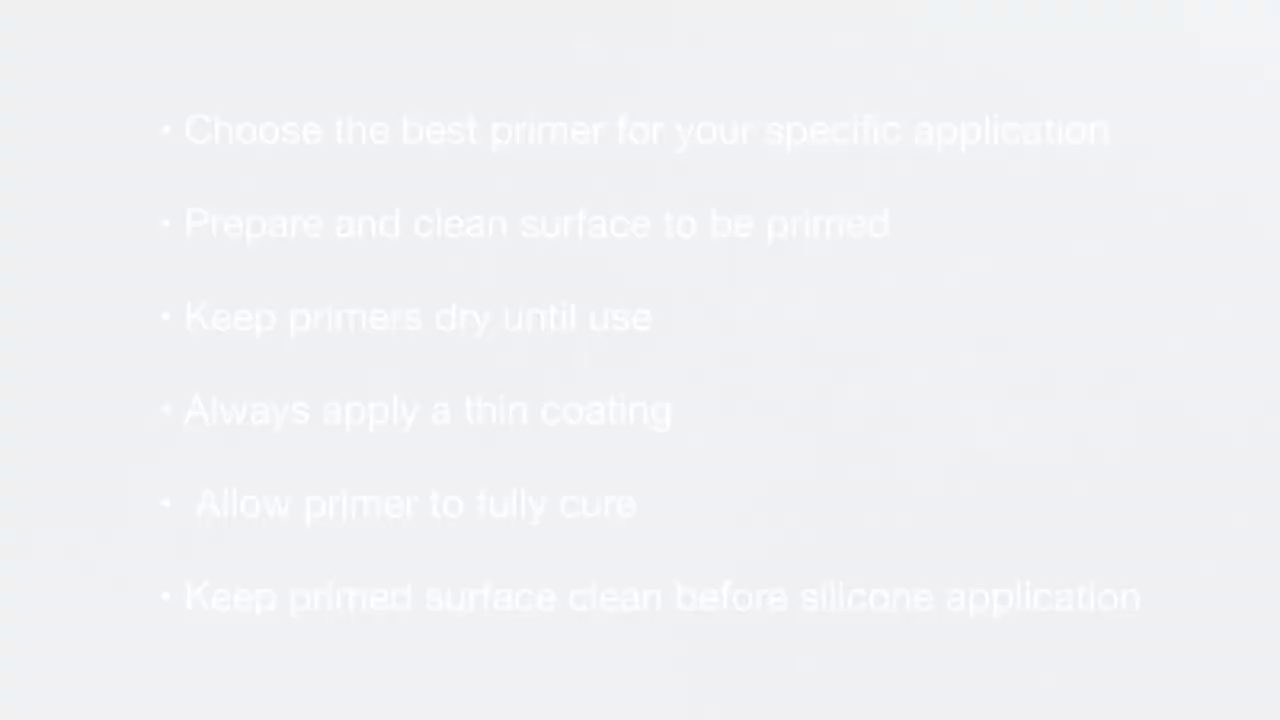 • Choose the best primer for your specific application
• Prepare and clean surface to be primed
• Keep primers dry until use
• Always apply a thin coating
• Allow primer to fully cure
• Keep primed surface clean before silicone application